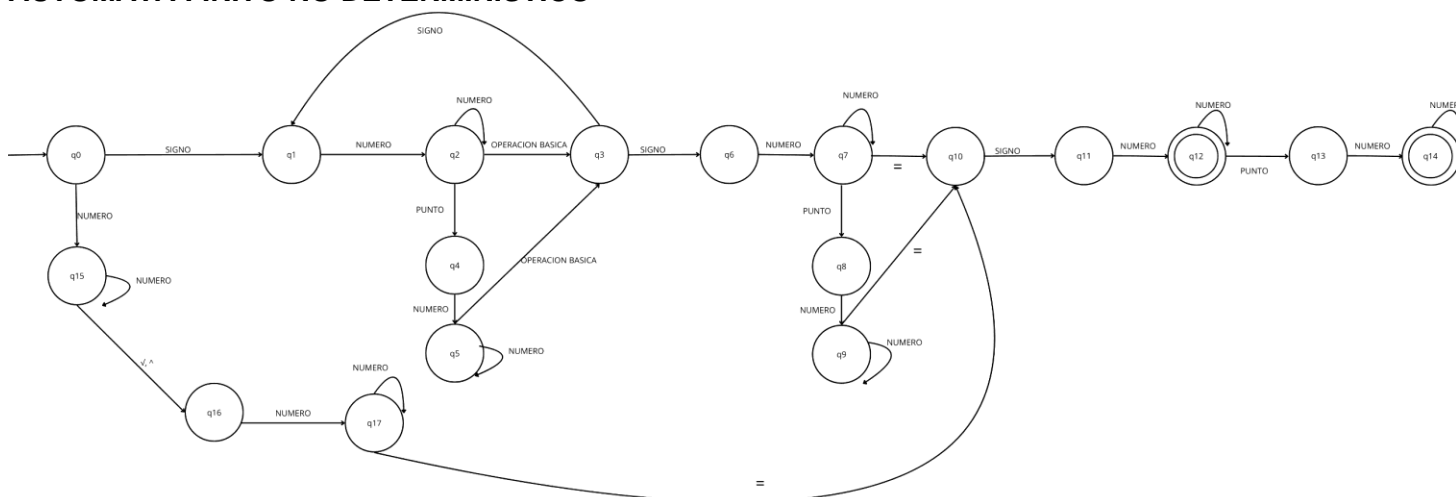 AUTOMATA FINITO NO DETERMINISTICO
SIGNO
NUMERO NUMERO NUMERO NUMERO
q0 SIGNO q1 NUMERO q2 OPERACION BASICA q3 SIGNO q6 NUMERO q7 = q10 SIGNO q11 NUMERO q12 PUNTO q13 NUMERO q14
NUMERO PUNTO PUNTO
q15 NUMERO q4 OPERACION BASICA q8 =
NUMERO NUMERO
q5 NUMERO q9 NUMERO
√, ^ NUMERO
q16 NUMERO q17
=